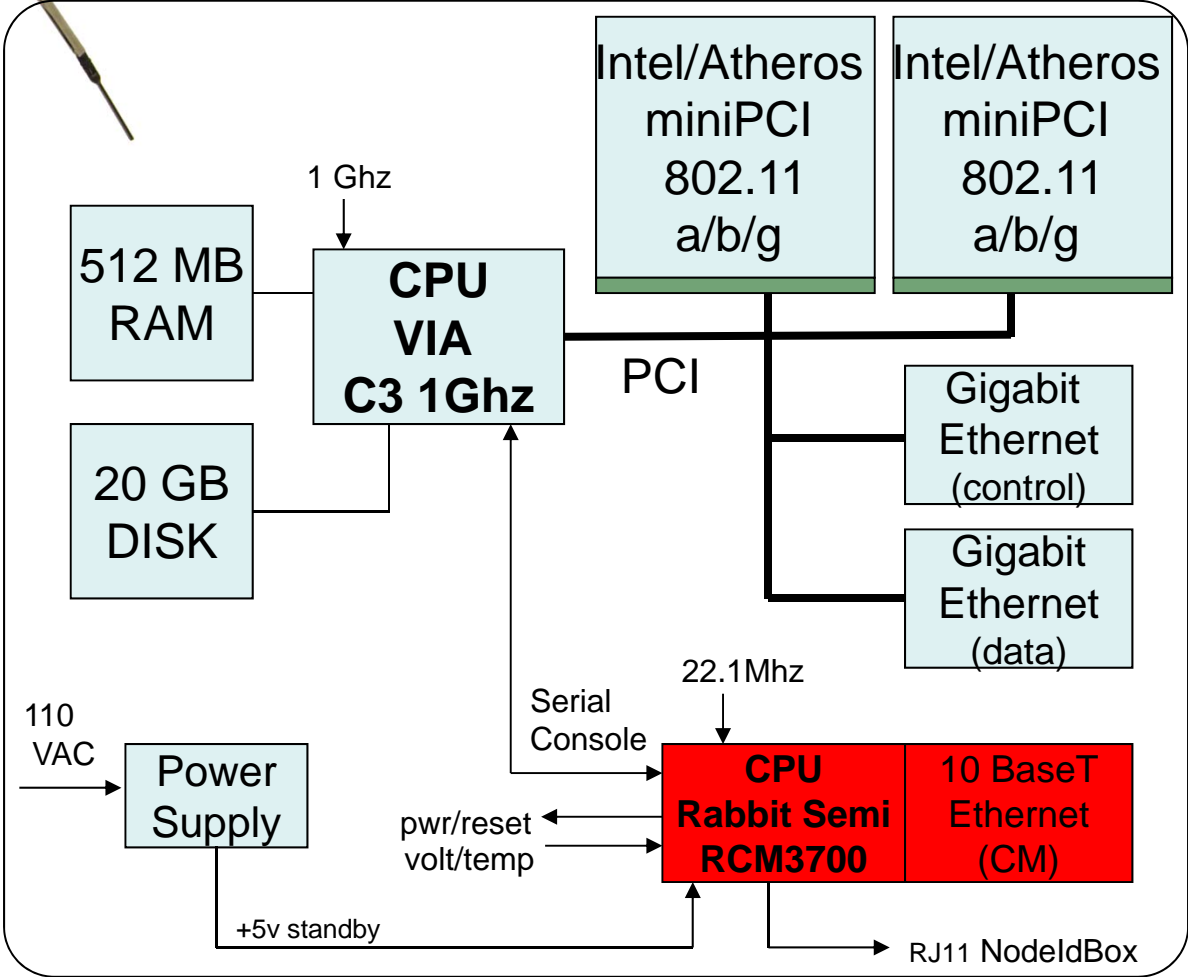 Intel/Atheros
miniPCI
802.11
a/b/g
Intel/Atheros
miniPCI
802.11
a/b/g
1 Ghz
512 MB
RAM
CPU
VIA
C3 1Ghz
PCI
Gigabit
Ethernet
(control)
20 GB
DISK
Gigabit
Ethernet
(data)
22.1Mhz
Serial
Console
110
VAC
Power
Supply
CPU
Rabbit Semi
RCM3700
10 BaseT
Ethernet
(CM)
pwr/reset
volt/temp
+5v standby
RJ11 NodeIdBox